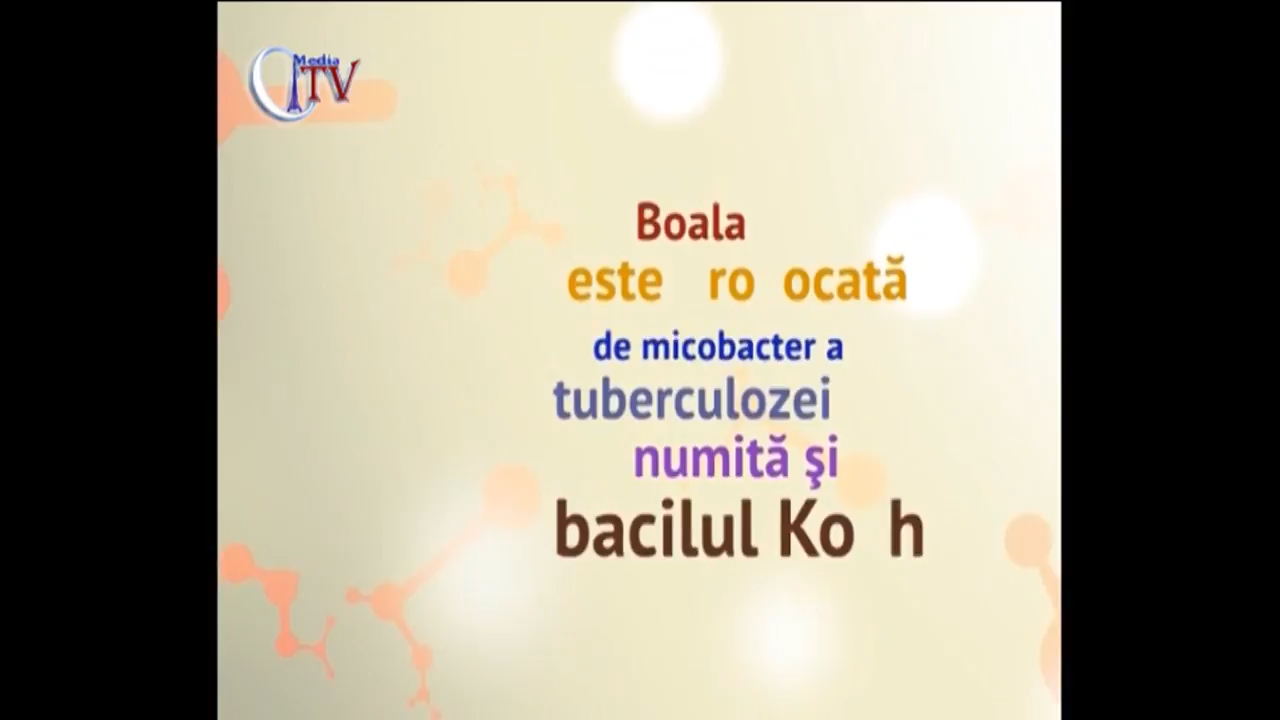 Media
TV
Boala
este ro ocată
de micobacter a
tuberculozei
numită şi
bacilul Ko h